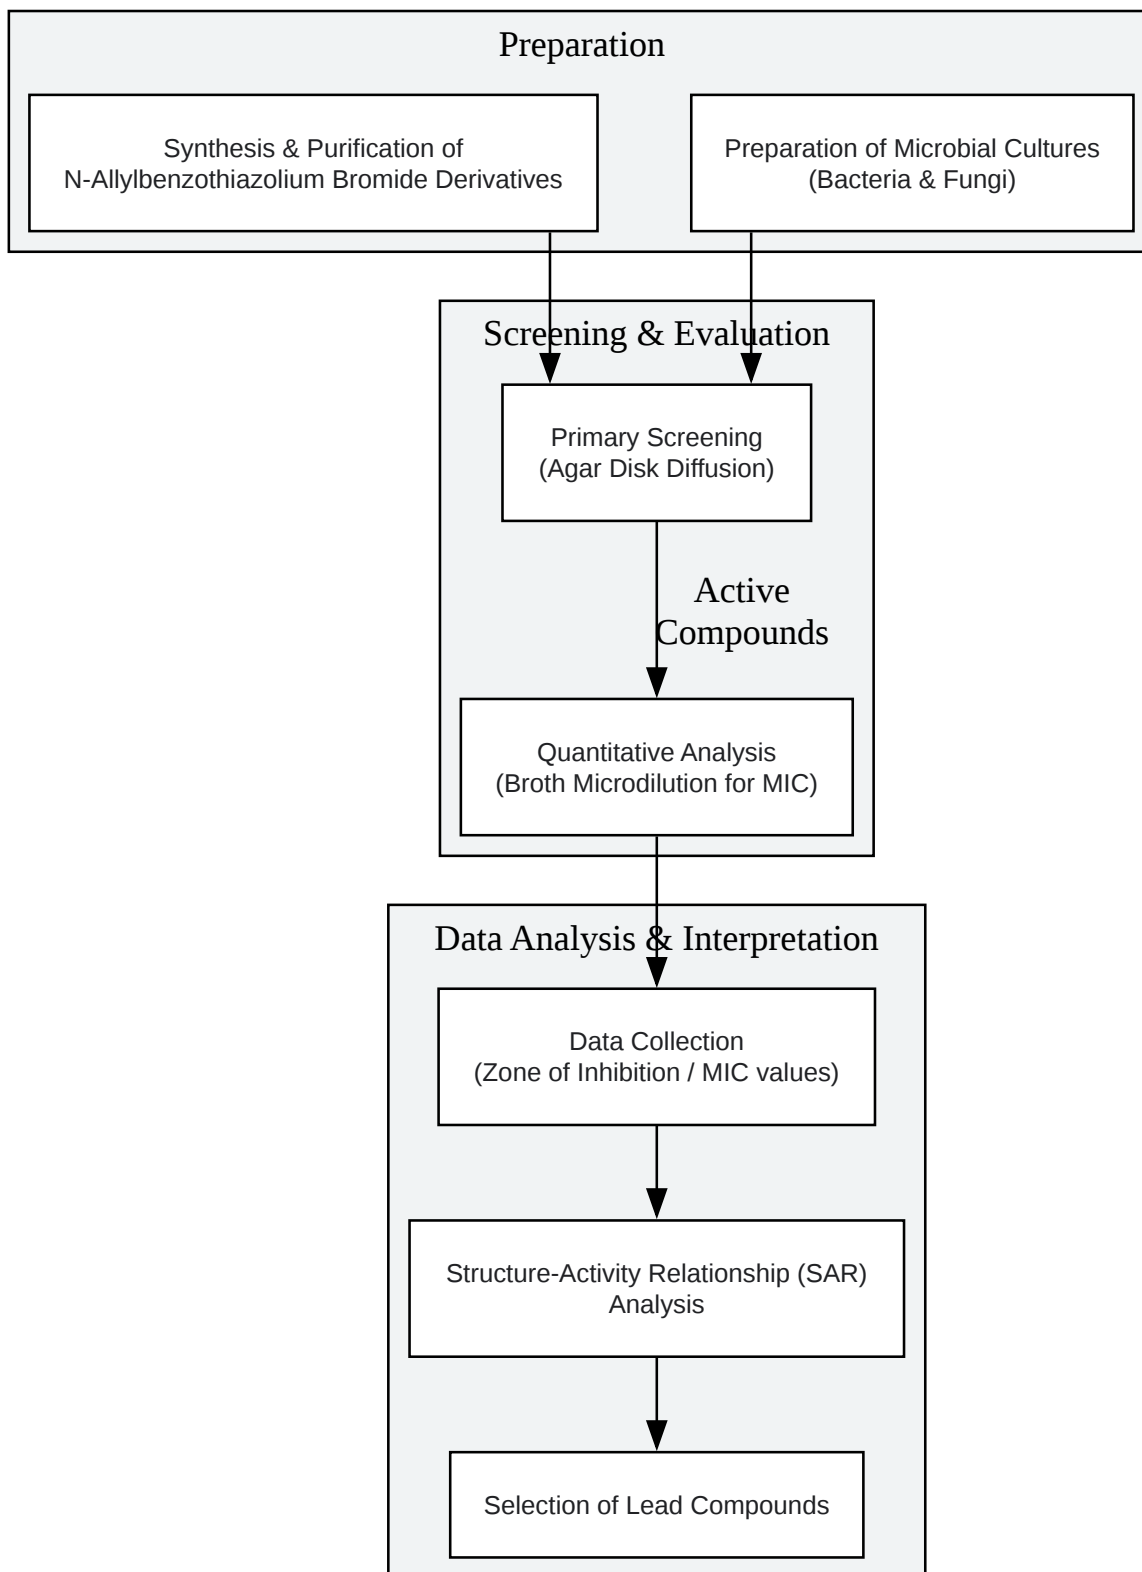 Preparation
Synthesis & Purification of
N-Allylbenzothiazolium Bromide Derivatives
Preparation of Microbial Cultures
(Bacteria & Fungi)
Screening & Evaluation
Primary Screening
(Agar Disk Diffusion)
Active
Compounds
Quantitative Analysis
(Broth Microdilution for MIC)
Data Analysis & Interpretation
Data Collection
(Zone of Inhibition / MIC values)
Structure-Activity Relationship (SAR)
Analysis
Selection of Lead Compounds